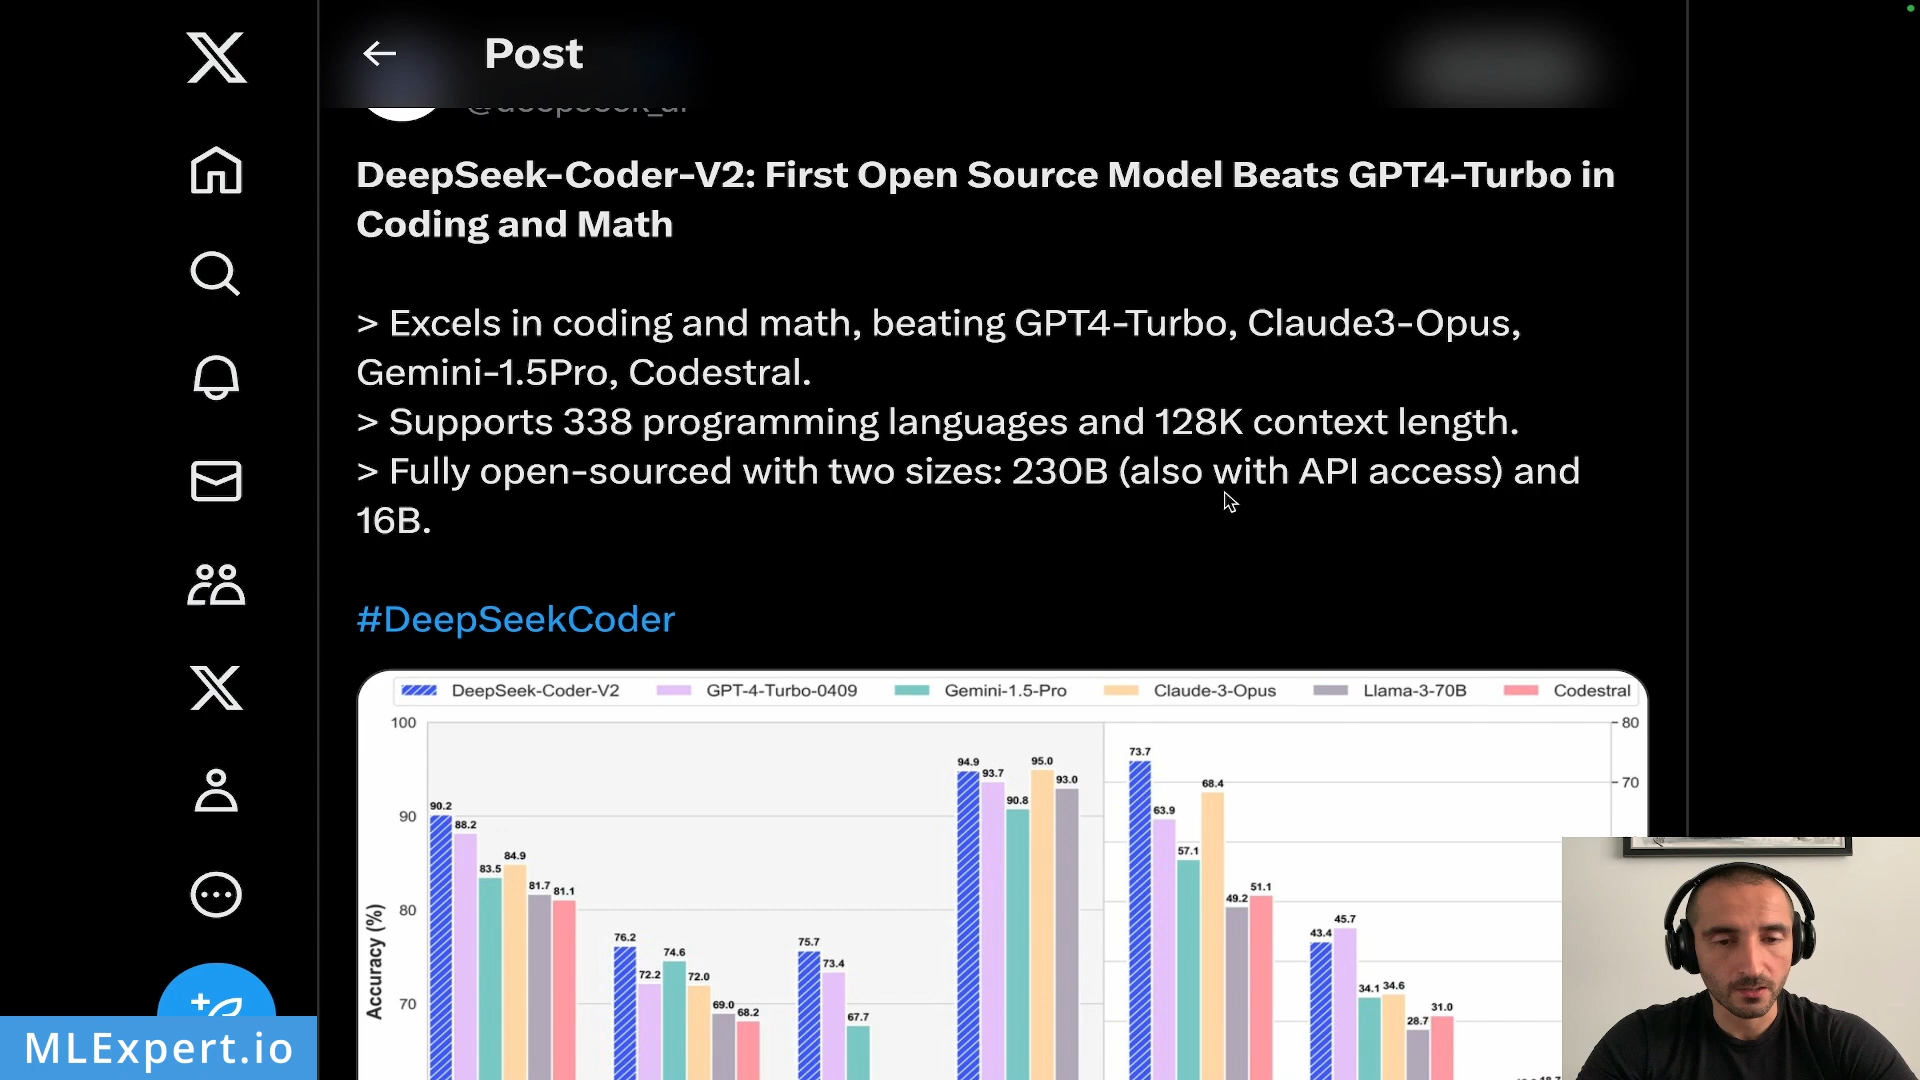 Post
@deepseek_ai
DeepSeek-Coder-V2: First Open Source Model Beats GPT4-Turbo in
Coding and Math
> Excels in coding and math, beating GPT4-Turbo, Claude3-Opus,
Gemini-1.5Pro, Codestral.
> Supports 338 programming languages and 128K context length.
> Fully open-sourced with two sizes: 230B (also with API access) and
16B.
#DeepSeekCoder
DeepSeek-Coder-V2 GPT-4-Turbo-0409 Gemini-1.5-Pro Claude-3-Opus Llama-3-70B Codestral
100 80
73.7
94.9 93.7 90.8 95.0 93.0
70
68.4
90.2 88.2 83.5 84.9 81.7 81.1
90
63.9
57.1
49.2 51.1
80
Accuracy (%)
76.2 72.2 74.6 72.0 69.0 68.2
75.7 73.4 67.7
43.4 45.7 34.1 34.6 28.7 31.0
70
MLExpert.io